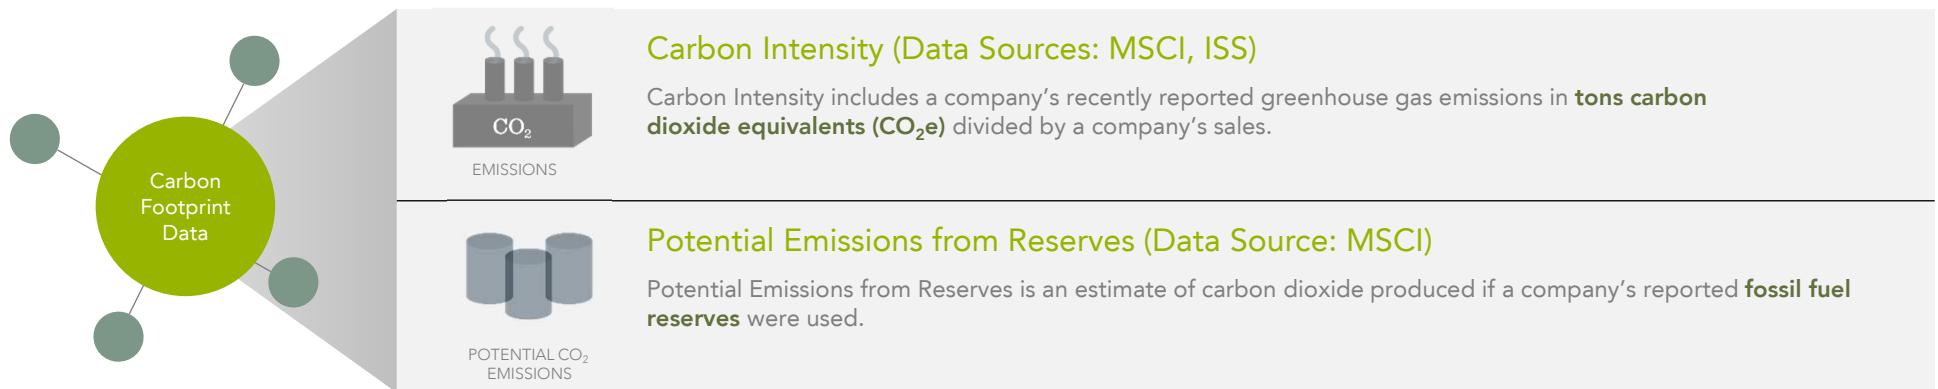 Carbon
Footprint
Data
CO₂
EMISSIONS
Carbon Intensity (Data Sources: MSCI, ISS)
Carbon Intensity includes a company’s recently reported greenhouse gas emissions in tons carbon
dioxide equivalents (CO₂e) divided by a company’s sales.
POTENTIAL CO₂
EMISSIONS
Potential Emissions from Reserves (Data Source: MSCI)
Potential Emissions from Reserves is an estimate of carbon dioxide produced if a company’s reported fossil fuel
reserves were used.